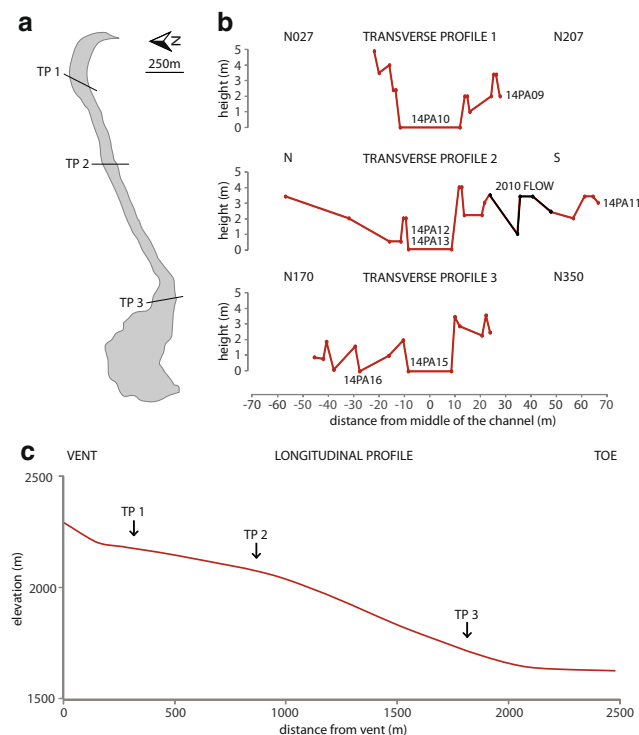 a
N
250m
TP 1
TP 2
TP 3
b
N027 TRANSVERSE PROFILE 1 N207
height (m)
5
4
3
2
1
0
14PA10
14PA09
N TRANSVERSE PROFILE 2 S
height (m)
5
4
3
2
1
0
2010 FLOW
14PA12
14PA13
14PA11
N170 TRANSVERSE PROFILE 3 N350
height (m)
5
4
3
2
1
0
14PA15
14PA16
-70 -60 -50 -40 -30 -20 -10 0 10 20 30 40 50 60 70
distance from middle of the channel (m)
c
VENT LONGITUDINAL PROFILE TOE
elevation (m)
2500
2000
1500
TP 1
TP 2
TP 3
0 500 1000 1500 2000 2500
distance from vent (m)